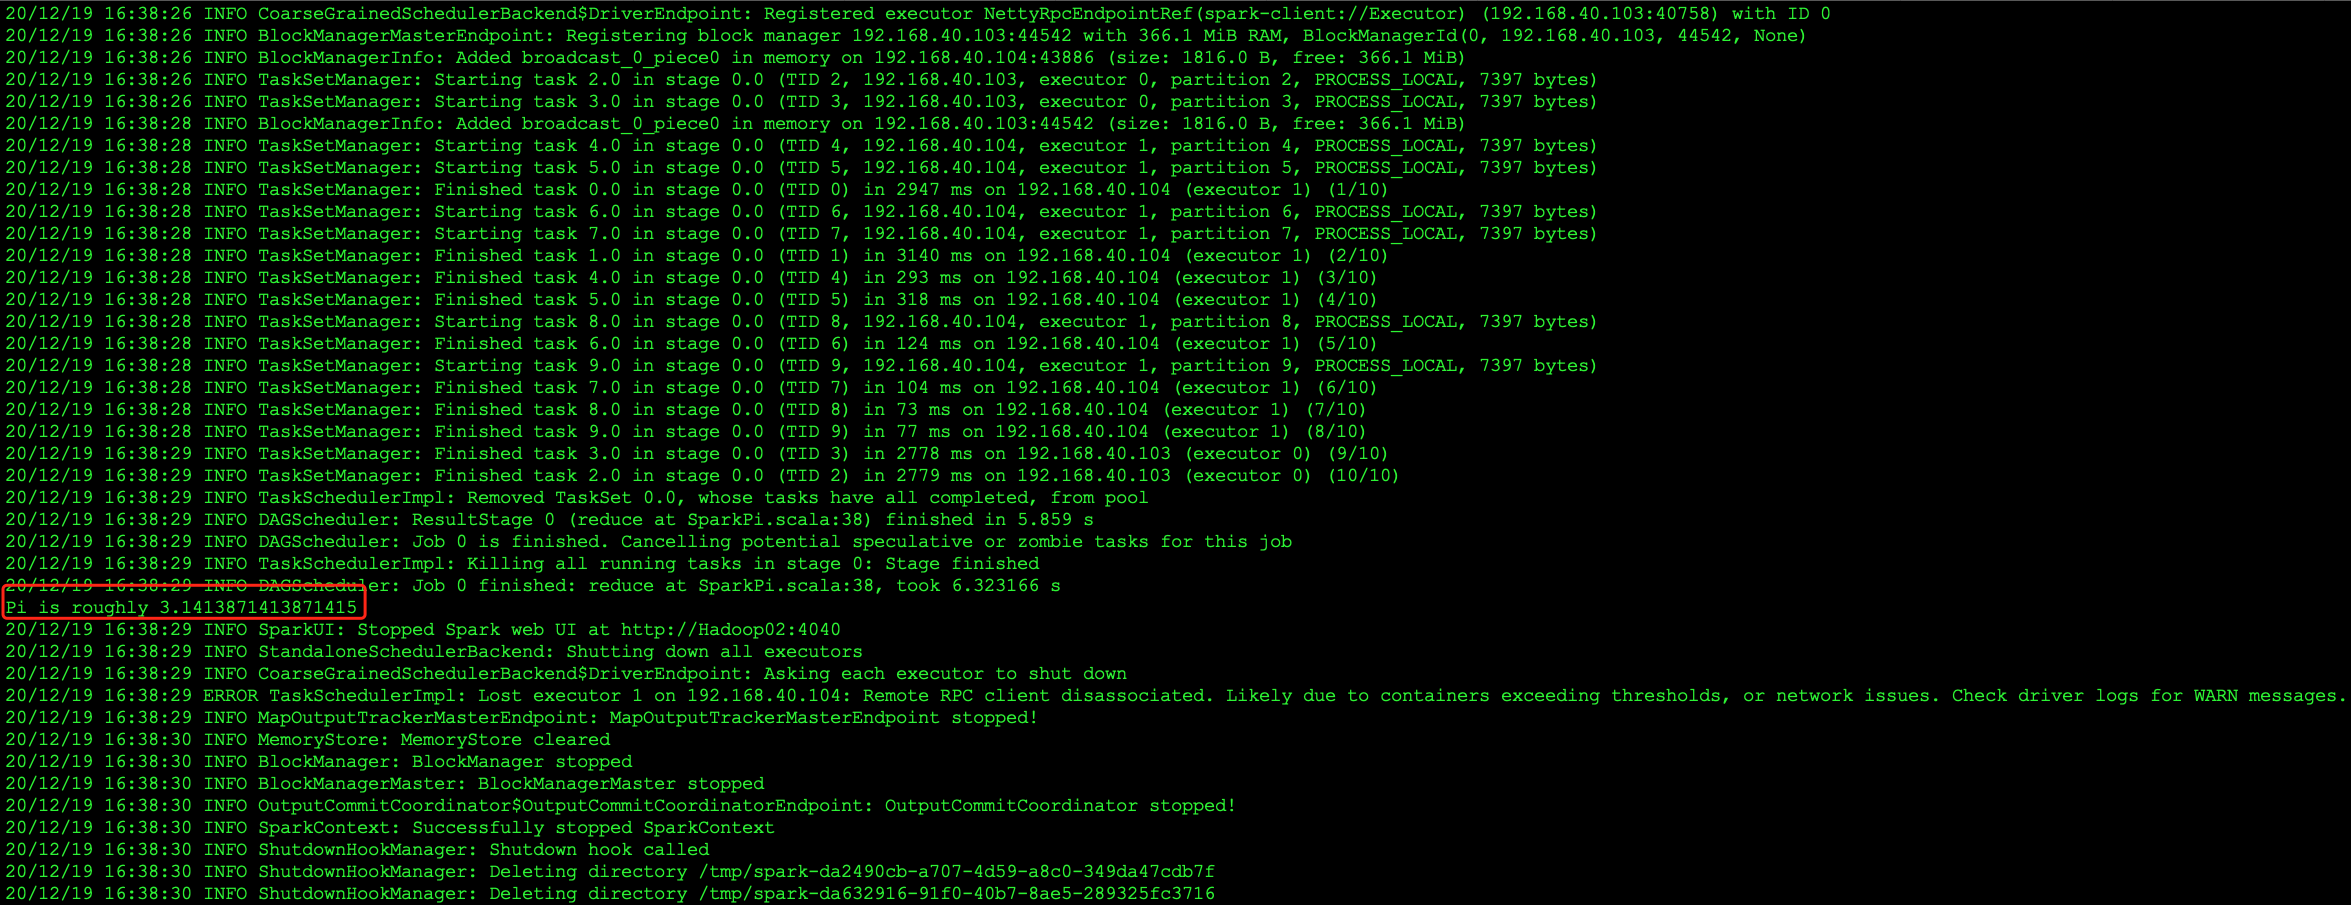 20/12/19 16:38:26 INFO CoarseGrainedSchedulerBackend$DriverEndpoint: Registered executor NettyRpcEndpointRef(spark-client://Executor) (192.168.40.103:40758) with ID 0
20/12/19 16:38:26 INFO BlockManagerMasterEndpoint: Registering block manager 192.168.40.103:44542 with 366.1 MiB RAM, BlockManagerId(0, 192.168.40.103, 44542, None)
20/12/19 16:38:26 INFO BlockManagerInfo: Added broadcast_0_piece0 in memory on 192.168.40.104:43886 (size: 1816.0 B, free: 366.1 MiB)
20/12/19 16:38:26 INFO TaskSetManager: Starting task 2.0 in stage 0.0 (TID 2, 192.168.40.103, executor 0, partition 2, PROCESS_LOCAL, 7397 bytes)
20/12/19 16:38:26 INFO TaskSetManager: Starting task 3.0 in stage 0.0 (TID 3, 192.168.40.103, executor 0, partition 3, PROCESS_LOCAL, 7397 bytes)
20/12/19 16:38:28 INFO BlockManagerInfo: Added broadcast_0_piece0 in memory on 192.168.40.103:44542 (size: 1816.0 B, free: 366.1 MiB)
20/12/19 16:38:28 INFO TaskSetManager: Starting task 4.0 in stage 0.0 (TID 4, 192.168.40.104, executor 1, partition 4, PROCESS_LOCAL, 7397 bytes)
20/12/19 16:38:28 INFO TaskSetManager: Starting task 5.0 in stage 0.0 (TID 5, 192.168.40.104, executor 1, partition 5, PROCESS_LOCAL, 7397 bytes)
20/12/19 16:38:28 INFO TaskSetManager: Finished task 0.0 in stage 0.0 (TID 0) in 2947 ms on 192.168.40.104 (executor 1) (1/10)
20/12/19 16:38:28 INFO TaskSetManager: Starting task 6.0 in stage 0.0 (TID 6, 192.168.40.104, executor 1, partition 6, PROCESS_LOCAL, 7397 bytes)
20/12/19 16:38:28 INFO TaskSetManager: Starting task 7.0 in stage 0.0 (TID 7, 192.168.40.104, executor 1, partition 7, PROCESS_LOCAL, 7397 bytes)
20/12/19 16:38:28 INFO TaskSetManager: Finished task 1.0 in stage 0.0 (TID 1) in 3140 ms on 192.168.40.104 (executor 1) (2/10)
20/12/19 16:38:28 INFO TaskSetManager: Finished task 4.0 in stage 0.0 (TID 4) in 293 ms on 192.168.40.104 (executor 1) (3/10)
20/12/19 16:38:28 INFO TaskSetManager: Finished task 5.0 in stage 0.0 (TID 5) in 318 ms on 192.168.40.104 (executor 1) (4/10)
20/12/19 16:38:28 INFO TaskSetManager: Starting task 8.0 in stage 0.0 (TID 8, 192.168.40.104, executor 1, partition 8, PROCESS_LOCAL, 7397 bytes)
20/12/19 16:38:28 INFO TaskSetManager: Finished task 6.0 in stage 0.0 (TID 6) in 124 ms on 192.168.40.104 (executor 1) (5/10)
20/12/19 16:38:28 INFO TaskSetManager: Starting task 9.0 in stage 0.0 (TID 9, 192.168.40.104, executor 1, partition 9, PROCESS_LOCAL, 7397 bytes)
20/12/19 16:38:28 INFO TaskSetManager: Finished task 7.0 in stage 0.0 (TID 7) in 104 ms on 192.168.40.104 (executor 1) (6/10)
20/12/19 16:38:28 INFO TaskSetManager: Finished task 8.0 in stage 0.0 (TID 8) in 73 ms on 192.168.40.104 (executor 1) (7/10)
20/12/19 16:38:28 INFO TaskSetManager: Finished task 9.0 in stage 0.0 (TID 9) in 77 ms on 192.168.40.104 (executor 1) (8/10)
20/12/19 16:38:29 INFO TaskSetManager: Finished task 3.0 in stage 0.0 (TID 3) in 2778 ms on 192.168.40.103 (executor 0) (9/10)
20/12/19 16:38:29 INFO TaskSetManager: Finished task 2.0 in stage 0.0 (TID 2) in 2779 ms on 192.168.40.103 (executor 0) (10/10)
20/12/19 16:38:29 INFO TaskSchedulerImpl: Removed TaskSet 0.0, whose tasks have all completed, from pool
20/12/19 16:38:29 INFO DAGScheduler: ResultStage 0 (reduce at SparkPi.scala:38) finished in 5.859 s
20/12/19 16:38:29 INFO DAGScheduler: Job 0 is finished. Cancelling potential speculative or zombie tasks for this job
20/12/19 16:38:29 INFO TaskSchedulerImpl: Killing all running tasks in stage 0: Stage finished
20/12/19 16:38:29 INFO DAGScheduler: Job 0 finished: reduce at SparkPi.scala:38, took 6.323166 s
Pi is roughly 3.1413871413871415
20/12/19 16:38:29 INFO SparkUI: Stopped Spark web UI at http://Hadoop02:4040
20/12/19 16:38:29 INFO StandaloneSchedulerBackend: Shutting down all executors
20/12/19 16:38:29 INFO CoarseGrainedSchedulerBackend$DriverEndpoint: Asking each executor to shut down
20/12/19 16:38:29 ERROR TaskSchedulerImpl: Lost executor 1 on 192.168.40.104: Remote RPC client disassociated. Likely due to containers exceeding thresholds, or network issues. Check driver logs for WARN messages.
20/12/19 16:38:29 INFO MapOutputTrackerMasterEndpoint: MapOutputTrackerMasterEndpoint stopped!
20/12/19 16:38:30 INFO MemoryStore: MemoryStore cleared
20/12/19 16:38:30 INFO BlockManager: BlockManager stopped
20/12/19 16:38:30 INFO BlockManagerMaster: BlockManagerMaster stopped
20/12/19 16:38:30 INFO OutputCommitCoordinator$OutputCommitCoordinatorEndpoint: OutputCommitCoordinator stopped!
20/12/19 16:38:30 INFO SparkContext: Successfully stopped SparkContext
20/12/19 16:38:30 INFO ShutdownHookManager: Shutdown hook called
20/12/19 16:38:30 INFO ShutdownHookManager: Deleting directory /tmp/spark-da2490cb-a707-4d59-a8c0-349da47cdb7f
20/12/19 16:38:30 INFO ShutdownHookManager: Deleting directory /tmp/spark-da632916-91f0-40b7-8ae5-289325fc3716